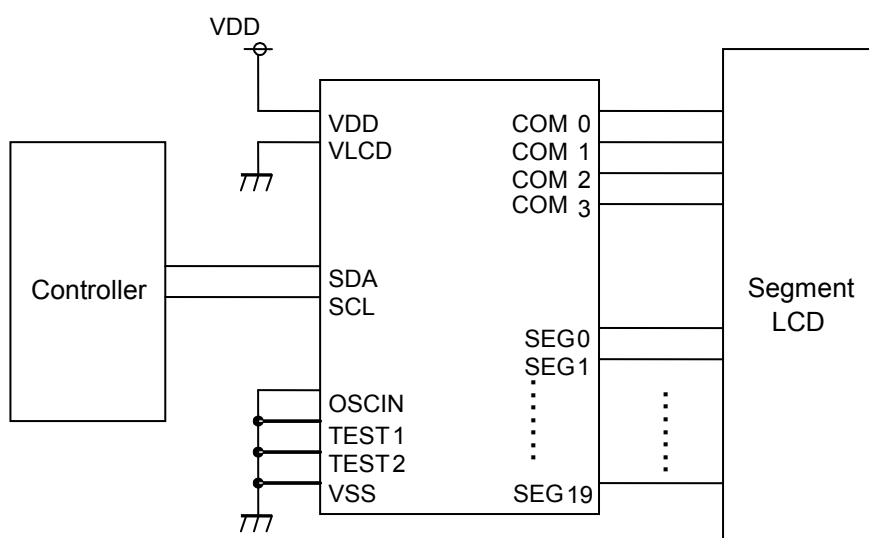 VDD
VDD
VLCD
SDA
SCL
OSCIN
TEST1
TEST2
VSS
COM 0
COM 1
COM 2
COM 3
SEG0
SEG1
SEG19
Controller
Segment
LCD